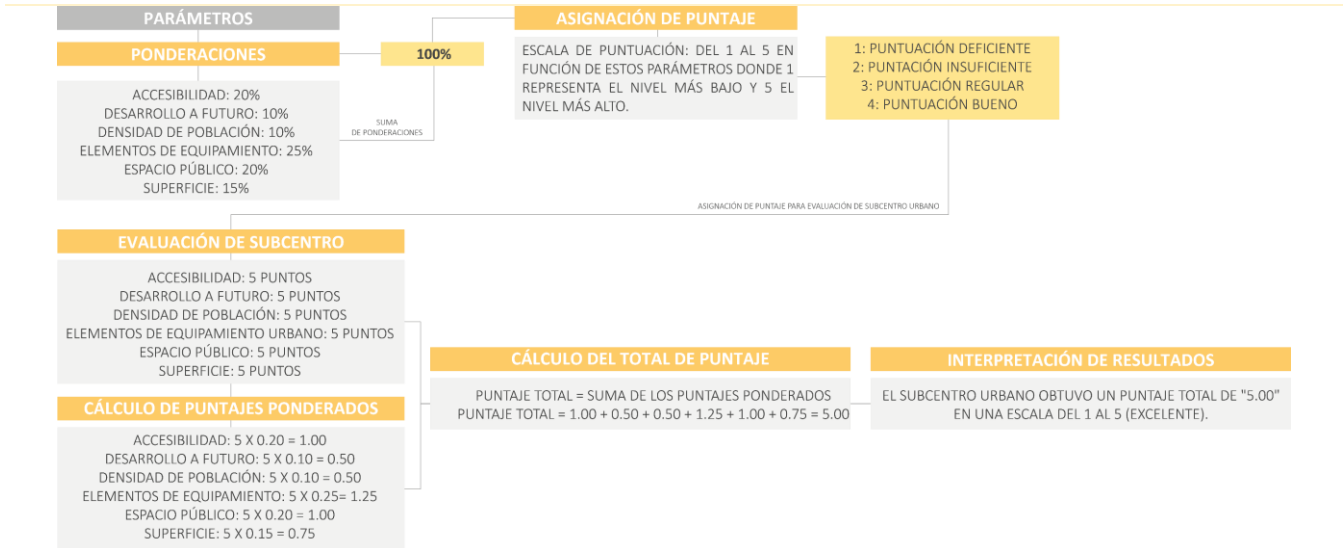 PARÁMETROS
PONDERACIONES
ACCESIBILIDAD: 20%
DESARROLLO A FUTURO: 10%
DENSIDAD DE POBLACIÓN: 10%
ELEMENTOS DE EQUIPAMIENTO: 25%
ESPACIO PÚBLICO: 20%
SUPERFICIE: 15%
SUMA
DE PONDERACIONES
100%
ASIGNACIÓN DE PUNTAJE
ESCALA DE PUNTUACIÓN: DEL 1 AL 5 EN
FUNCIÓN DE ESTOS PARÁMETROS DONDE 1
REPRESENTA EL NIVEL MÁS BAJO Y 5 EL
NIVEL MÁS ALTO.
1: PUNTUACIÓN DEFICIENTE
2: PUNTACIÓN INSUFICIENTE
3: PUNTUACIÓN REGULAR
4: PUNTUACIÓN BUENO
ASIGNACIÓN DE PUNTAJE PARA EVALUACIÓN DE SUBCENTRO URBANO
EVALUACIÓN DE SUBCENTRO
ACCESIBILIDAD: 5 PUNTOS
DESARROLLO A FUTURO: 5 PUNTOS
DENSIDAD DE POBLACIÓN: 5 PUNTOS
ELEMENTOS DE EQUIPAMIENTO URBANO: 5 PUNTOS
ESPACIO PÚBLICO: 5 PUNTOS
SUPERFICIE: 5 PUNTOS
CÁLCULO DE PUNTAJES PONDERADOS
ACCESIBILIDAD: 5 X 0.20 = 1.00
DESARROLLO A FUTURO: 5 X 0.10 = 0.50
DENSIDAD DE POBLACIÓN: 5 X 0.10 = 0.50
ELEMENTOS DE EQUIPAMIENTO: 5 X 0.25= 1.25
ESPACIO PÚBLICO: 5 X 0.20 = 1.00
SUPERFICIE: 5 X 0.15 = 0.75
CÁLCULO DEL TOTAL DE PUNTAJE
PUNTAJE TOTAL = SUMA DE LOS PUNTAJES PONDERADOS
PUNTAJE TOTAL = 1.00 + 0.50 + 0.50 + 1.25 + 1.00 + 0.75 = 5.00
INTERPRETACIÓN DE RESULTADOS
EL SUBCENTRO URBANO OBTUVO UN PUNTAJE TOTAL DE "5.00"
EN UNA ESCALA DEL 1 AL 5 (EXCELENTE).